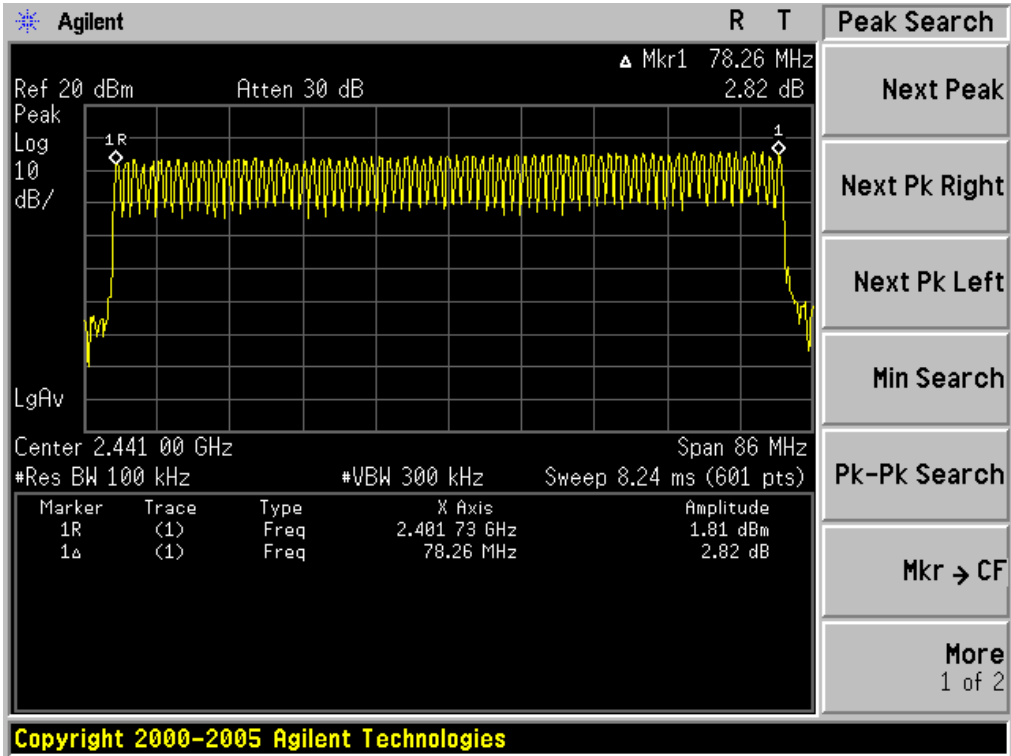 Agilent R T Peak Search
Δ Mkr1 78.26 MHz
Ref 20 dBm Atten 30 dB 2.82 dB
Peak
Log
10
dB/
1R
1
LgAv
Center 2.441 00 GHz Span 86 MHz
#Res BW 100 kHz #VBW 300 kHz Sweep 8.24 ms (601 pts)
Marker Trace Type X Axis Amplitude
1R (1) Freq 2.401 73 GHz 1.81 dBm
1Δ (1) Freq 78.26 MHz 2.82 dB
Next Peak
Next Pk Right
Next Pk Left
Min Search
Pk-Pk Search
Mkr → CF
More
1 of 2
Copyright 2000-2005 Agilent Technologies